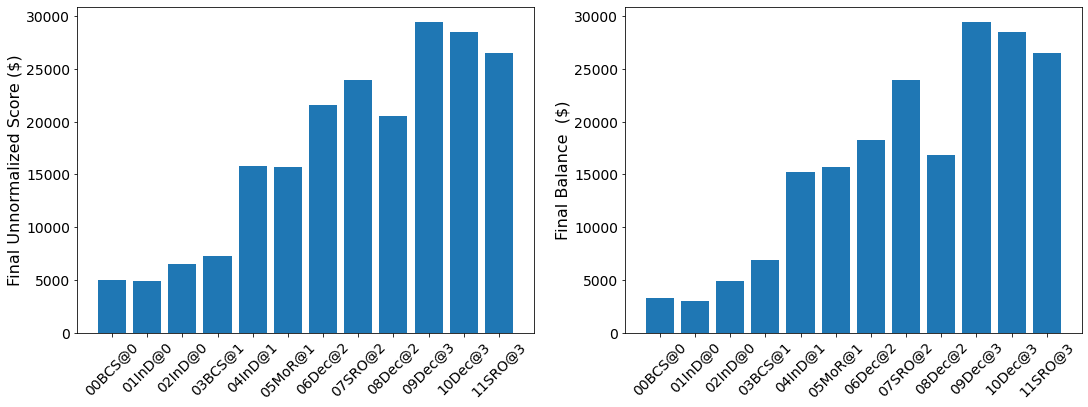 Final Unnormalized Score ($)
30000
25000
20000
15000
10000
5000
0
00BCS@0
01InD@0
02InD@0
03BCS@1
04InD@1
05MoR@1
06Dec@2
07SRO@2
08Dec@2
09Dec@3
10Dec@3
11SRO@3
Final Balance ($)
30000
25000
20000
15000
10000
5000
0
00BCS@0
01InD@0
02InD@0
03BCS@1
04InD@1
05MoR@1
06Dec@2
07SRO@2
08Dec@2
09Dec@3
10Dec@3
11SRO@3